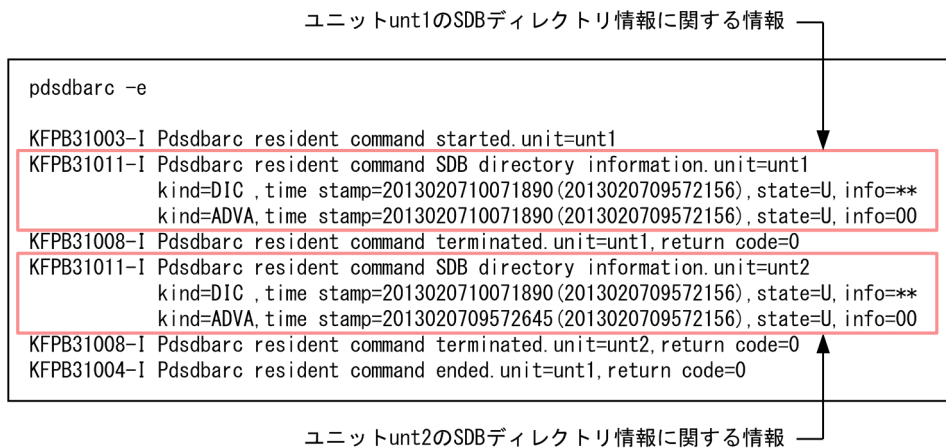 ユニットunt1のSDBディレクトリ情報に関する情報
pdsdbarc -e
KFPB31003-I Pdsdbarc resident command started.unit=unt1
KFPB31011-I Pdsdbarc resident command SDB directory information.unit=unt1
kind=DIC ,time stamp=2013020710071890(2013020709572156),state=U,info=**
kind=ADVA,time stamp=2013020710071890(2013020709572156),state=U,info=00
KFPB31008-I Pdsdbarc resident command terminated.unit=unt1,return code=0
KFPB31011-I Pdsdbarc resident command SDB directory information.unit=unt2
kind=DIC ,time stamp=2013020710071890(2013020709572156),state=U,info=**
kind=ADVA,time stamp=2013020709572645(2013020709572156),state=U,info=00
KFPB31008-I Pdsdbarc resident command terminated.unit=unt2,return code=0
KFPB31004-I Pdsdbarc resident command ended.unit=unt1,return code=0
ユニットunt2のSDBディレクトリ情報に関する情報